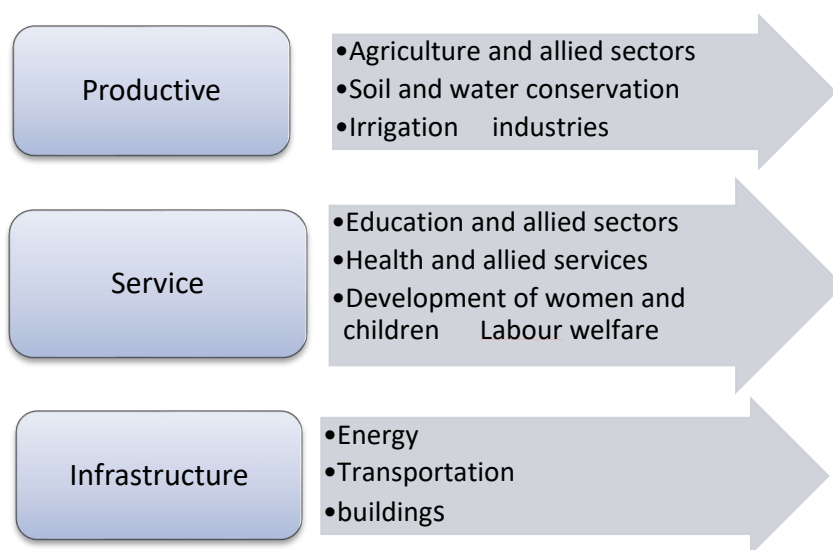 Productive
•Agriculture and allied sectors
•Soil and water conservation
•Irrigation industries
Service
•Education and allied sectors
•Health and allied services
•Development of women and
children Labour welfare
Infrastructure
•Energy
•Transportation
•buildings